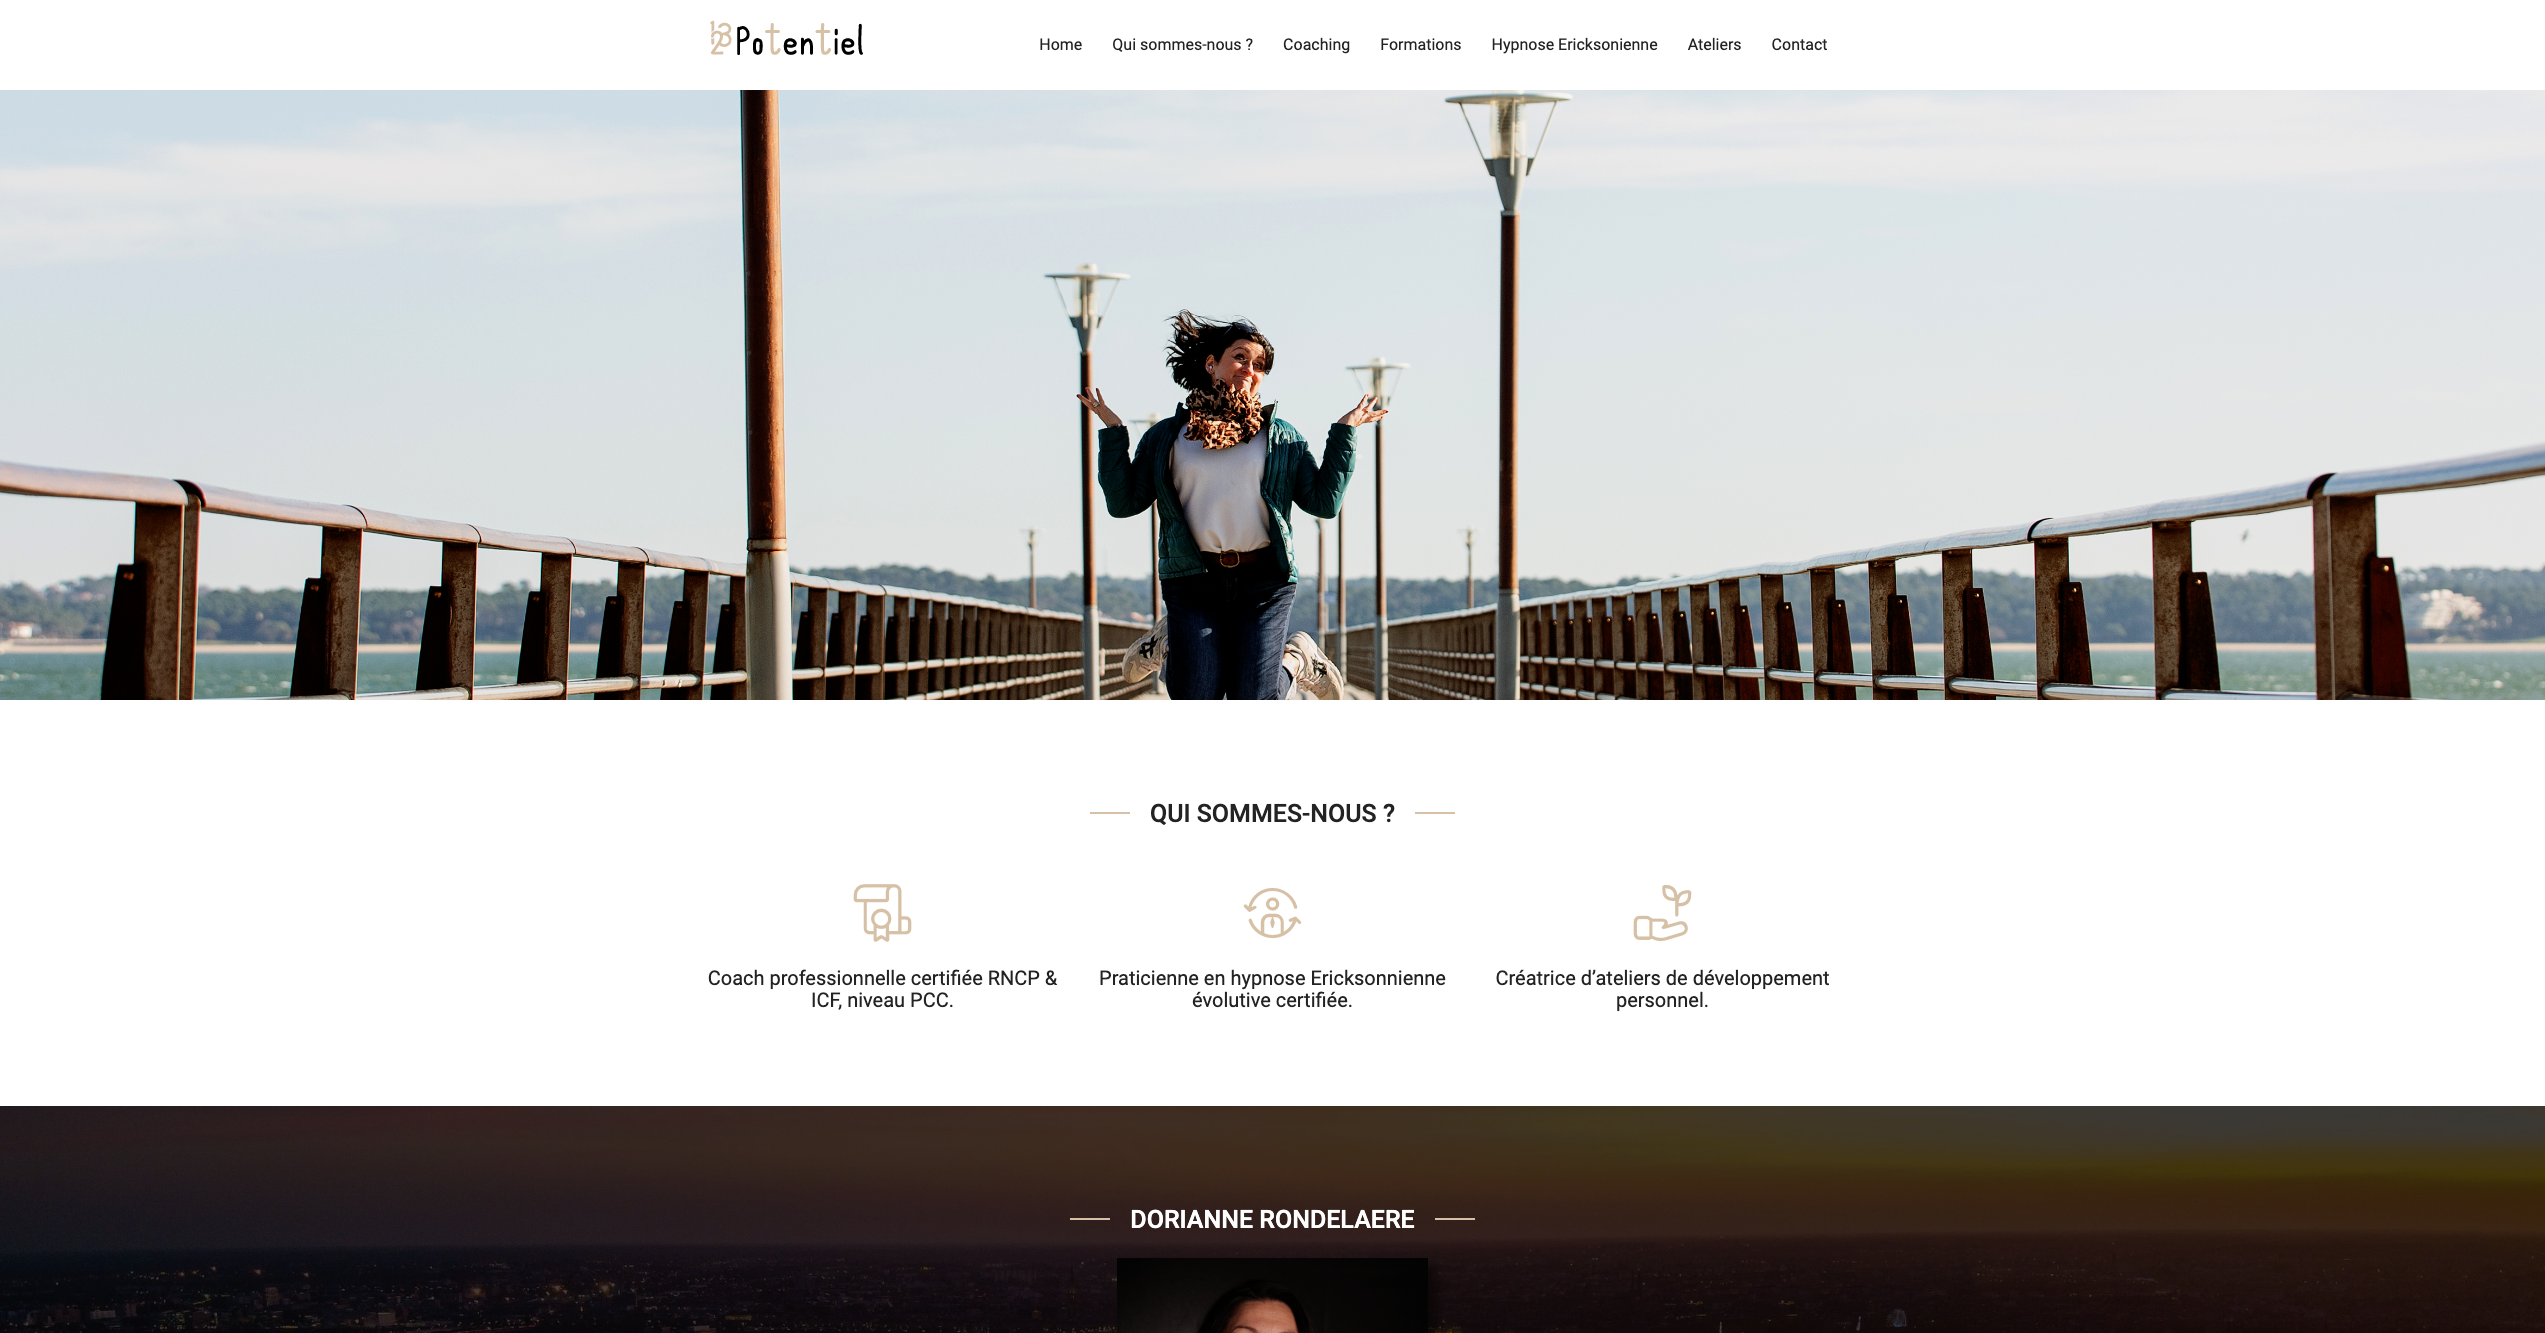 123 Potentiel
Home Qui sommes-nous ? Coaching Formations Hypnose Ericksonienne Ateliers Contact
QUI SOMMES-NOUS ?
Coach professionnelle certifiée RNCP &
ICF, niveau PCC.
Praticienne en hypnose Ericksonnienne
évolutive certifiée.
Créatrice d’ateliers de développement
personnel.
DORIANNE RONDELAERE